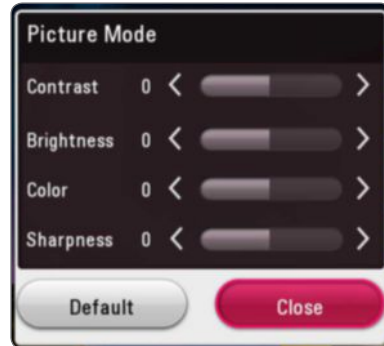 Picture Mode
Contrast 0
Brightness 0
Color 0
Sharpness 0
Default Close